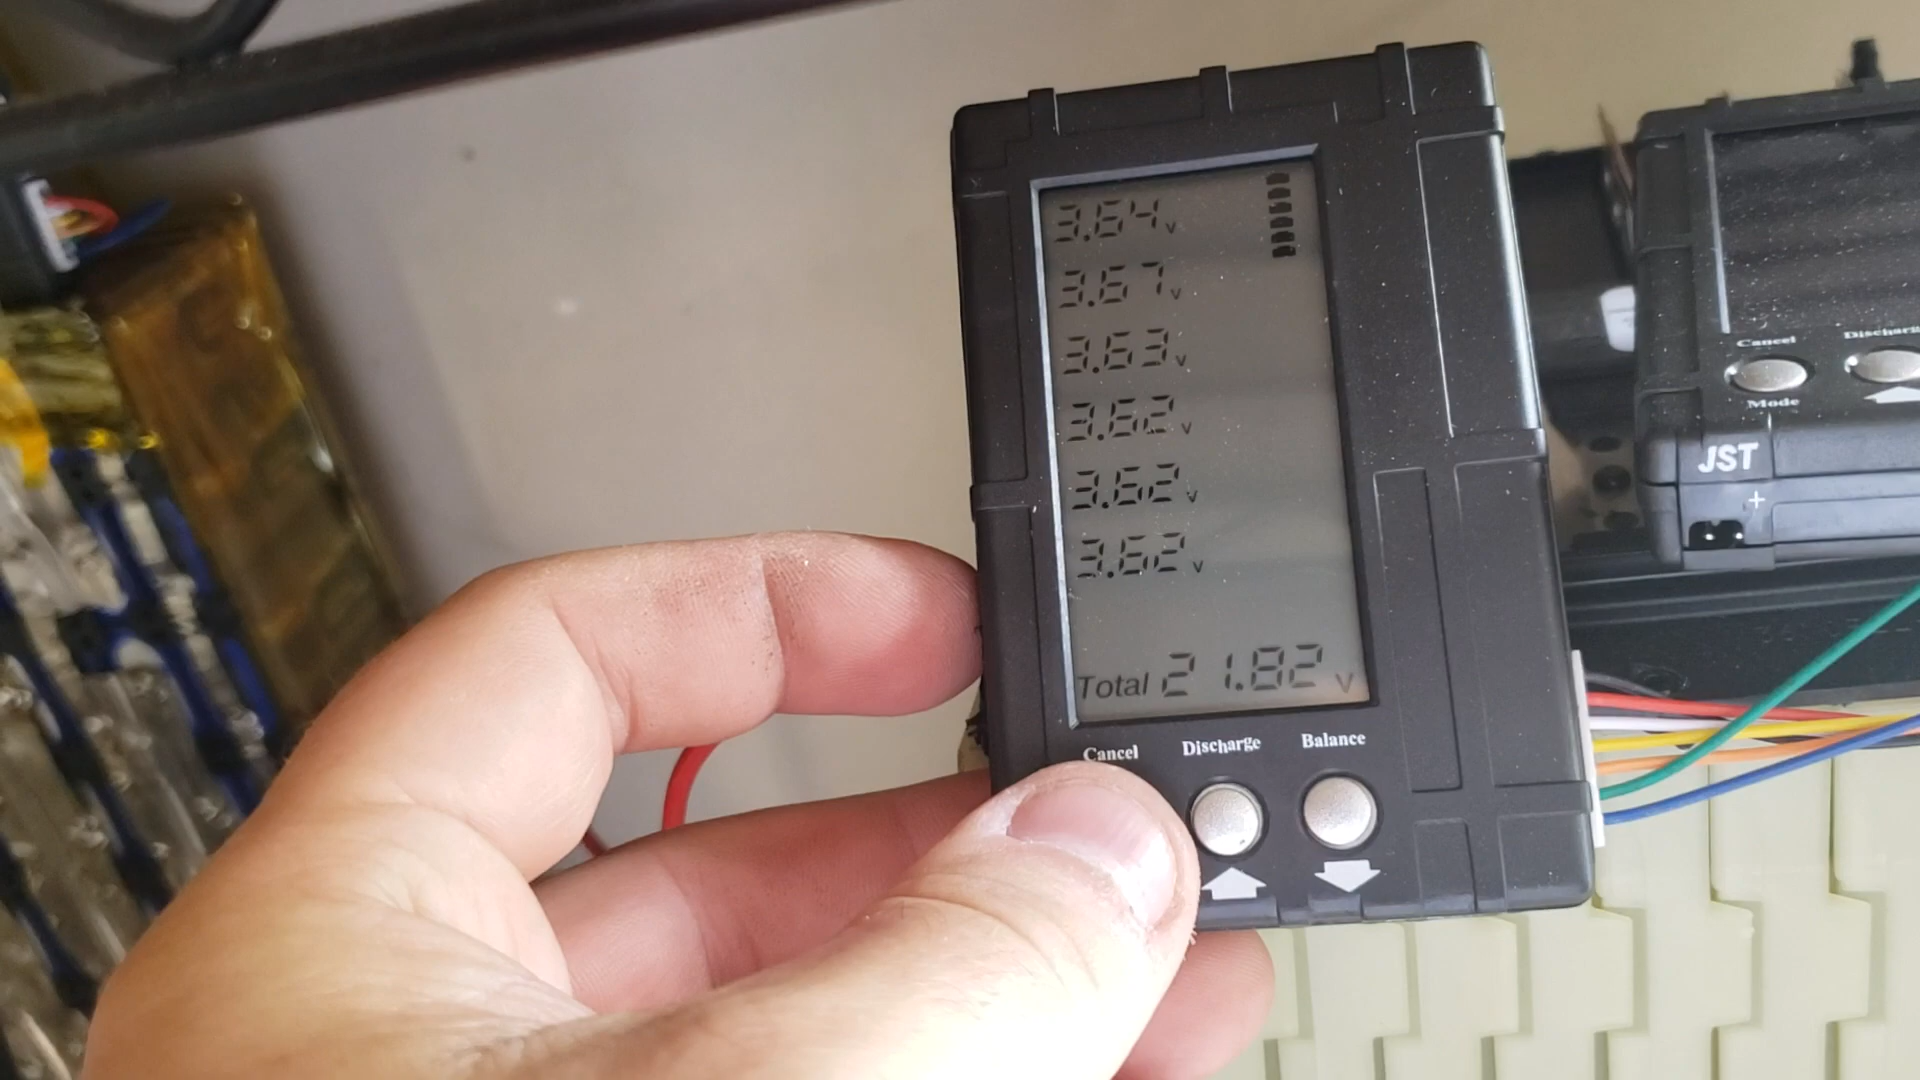 3.64v
3.67v
3.63v
3.62v
3.62v
3.62v
Total 21.82 v
Cancel Discharge Balance
Cancel
Mode
JST
+